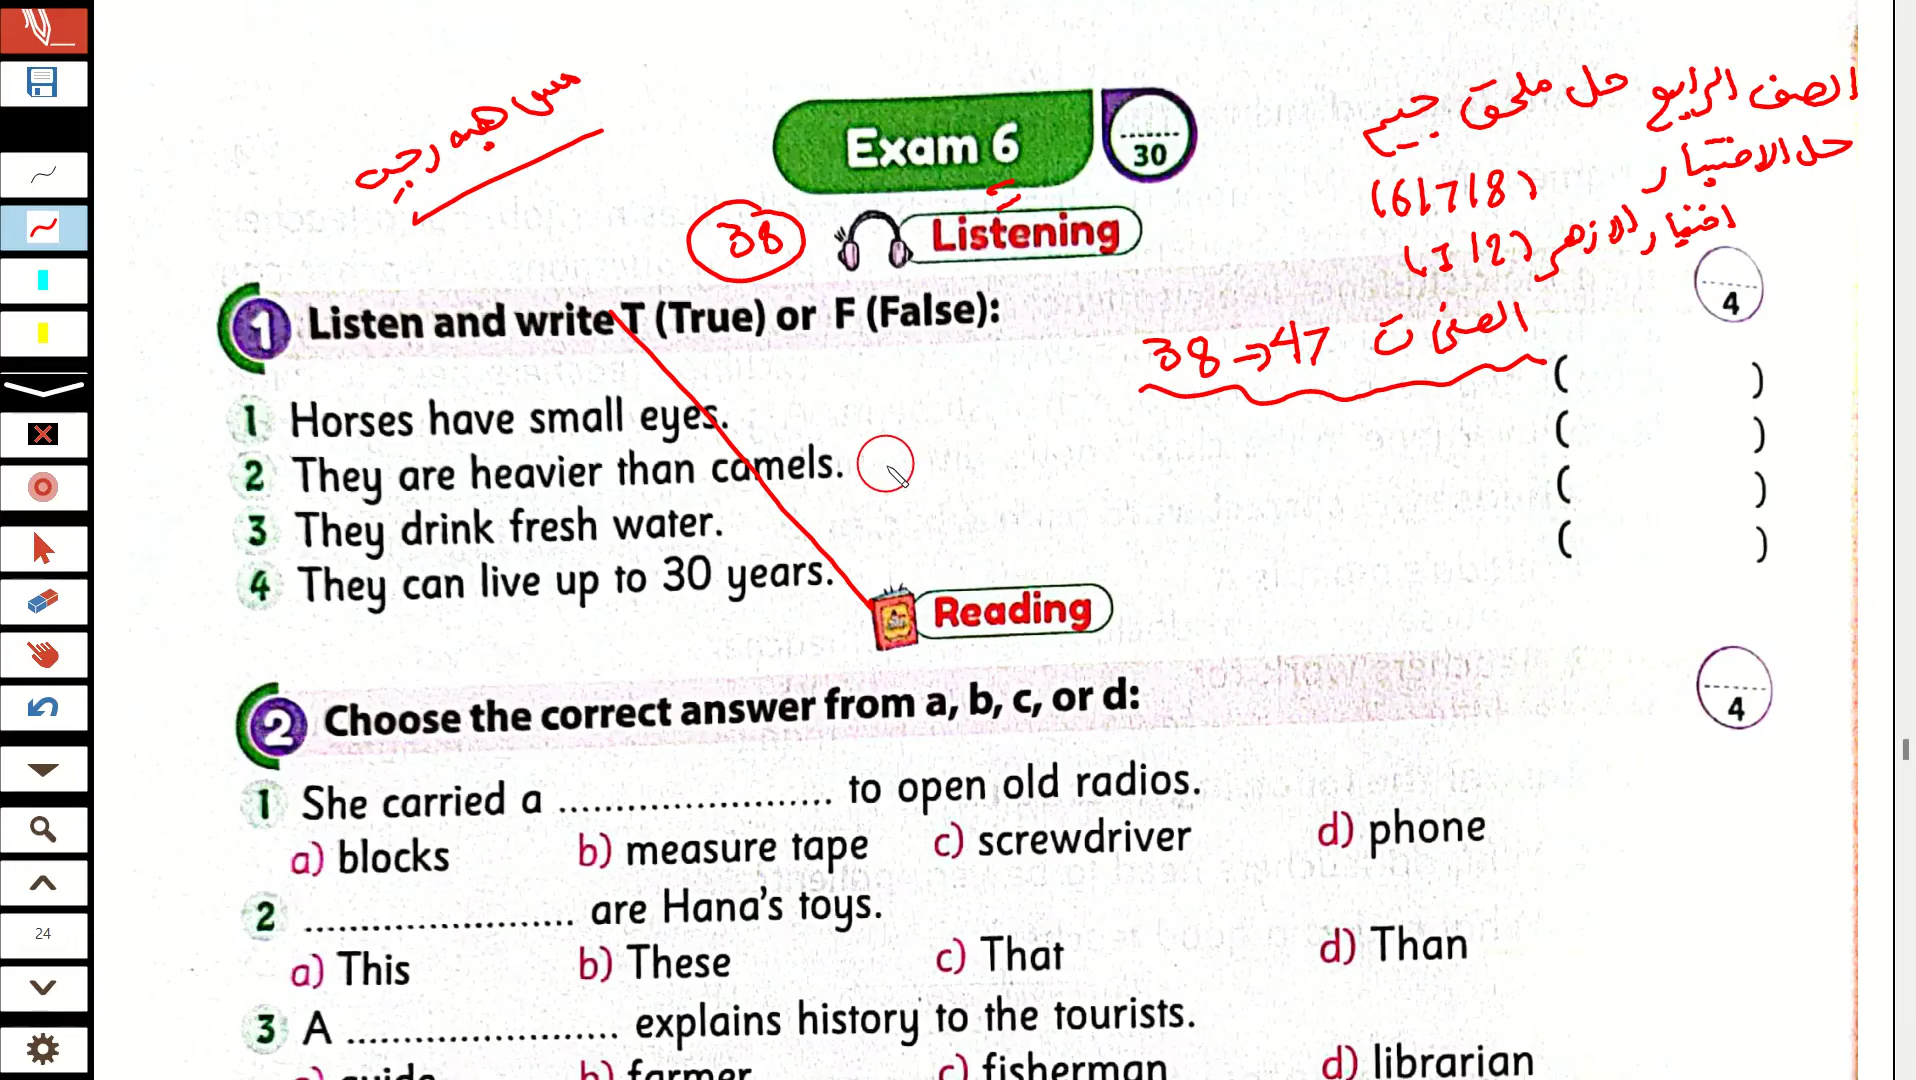 مس هبه رجب
الصف الرابع حل ملحق جيم
حل الاختبار
(6/7/8)
اختبار الازهر (1/2)
الصفحات 38→47
Exam 6
30
38
Listening
1 Listen and write T (True) or F (False):
4
1 Horses have small eyes. ( )
2 They are heavier than camels. ( )
3 They drink fresh water. ( )
4 They can live up to 30 years. ( )
Reading
2 Choose the correct answer from a, b, c, or d:
4
1 She carried a ........................ to open old radios.
a) blocks b) measure tape c) screwdriver d) phone
2 ........................ are Hana's toys.
a) This b) These c) That d) Than
3 A ........................ explains history to the tourists.
a) guide b) farmer c) fisherman d) librarian
24